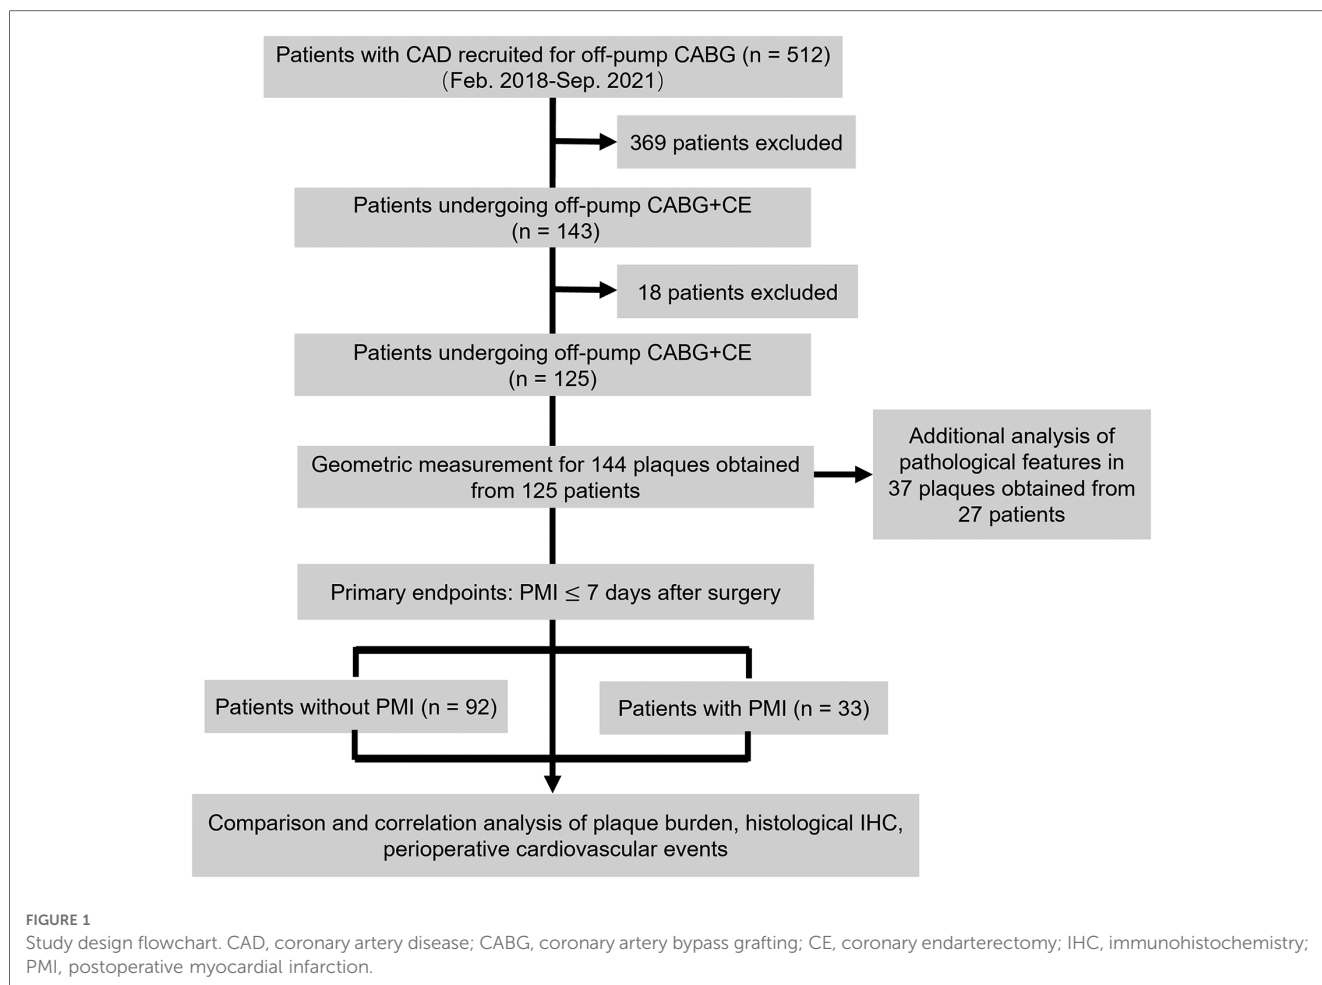 Patients with CAD recruited for off-pump CABG (n = 512)
(Feb. 2018-Sep. 2021)
369 patients excluded
Patients undergoing off-pump CABG+CE
(n = 143)
18 patients excluded
Patients undergoing off-pump CABG+CE
(n = 125)
Geometric measurement for 144 plaques obtained
from 125 patients
Additional analysis of
pathological features in
37 plaques obtained from
27 patients
Primary endpoints: PMI ≤ 7 days after surgery
Patients without PMI (n = 92)
Patients with PMI (n = 33)
Comparison and correlation analysis of plaque burden, histological IHC,
perioperative cardiovascular events
FIGURE 1
Study design flowchart. CAD, coronary artery disease; CABG, coronary artery bypass grafting; CE, coronary endarterectomy; IHC, immunohistochemistry;
PMI, postoperative myocardial infarction.